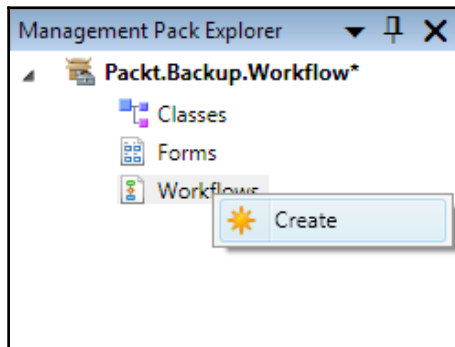 Management Pack Explorer
Packt.Backup.Workflow*
Classes
Forms
Workflows
Create